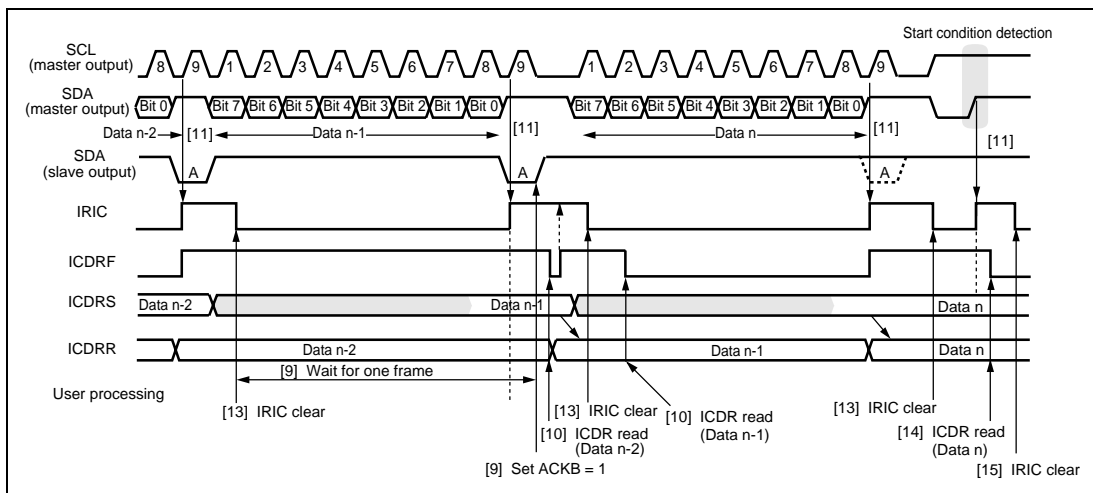 Start condition detection
SCL
(master output)
8 9 1 2 3 4 5 6 7 8 9 1 2 3 4 5 6 7 8 9
SDA
(master output)
Bit 0 Bit 7 Bit 6 Bit 5 Bit 4 Bit 3 Bit 2 Bit 1 Bit 0 Bit 7 Bit 6 Bit 5 Bit 4 Bit 3 Bit 2 Bit 1 Bit 0
Data n-2 [11] Data n-1 [11] Data n [11] [11]
SDA
(slave output)
A A A
IRIC
ICDRF
ICDRS
Data n-2 Data n-1 Data n
ICDRR
Data n-2 Data n-1 Data n
[9] Wait for one frame
User processing
[13] IRIC clear
[13] IRIC clear
[10] ICDR read
(Data n-1)
[13] IRIC clear
[10] ICDR read
(Data n-2)
[14] ICDR read
(Data n)
[9] Set ACKB = 1
[15] IRIC clear